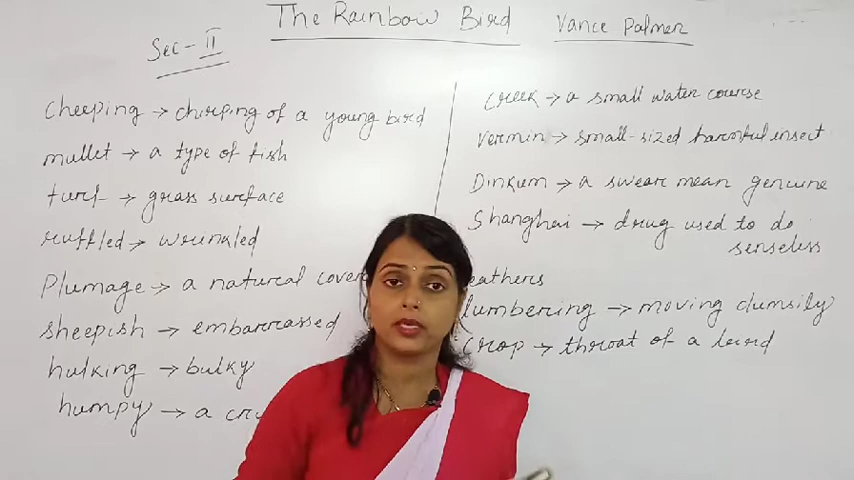 The Rainbow Bird Vance Palmer
Sec - II
cheeping → chirping of a young bird
mullet → a type of fish
turf → grass surface
ruffled → wrinkled
Plumage → a natural feathers
sheepish → embarrassed
hulking → bulky
humpy → a
creek → a small water course
vermin → small-sized harmful insect
Dinkum → a swear mean genuine
Shanghai → drug used to do
senseless
lumbering → moving clumsily
crop → throat of a bird